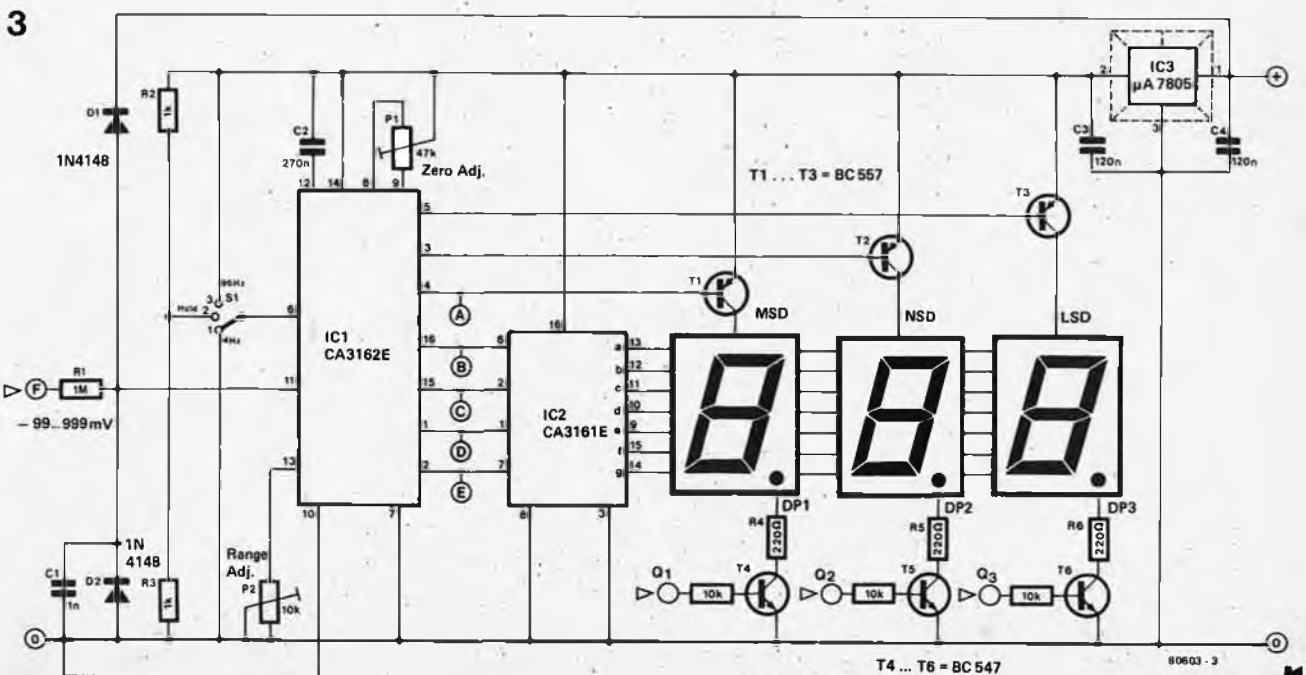 3
IC3
µA 7805
2
1
3
+
C3
120n
C4
120n
D1
1N4148
R2
1k
C2
270n
P1
47k
Zero Adj.
12
14
8
9
T1 . . . T3 = BC 557
T3
T2
T1
5
3
4
96Hz
3
S1
Hold
2
1
4Hz
6
IC1
CA3162E
A
MSD
NSD
LSD
16
16
6
B
F
R1
1M
11
15
2
C
– 99...999mV
1
1
D
13
2
7
E
10
7
IC2
CA3161E
8
3
a
13
b
12
c
11
d
10
e
9
f
15
g
14
DP1
DP2
DP3
R4
220Ω
R5
220Ω
R6
220Ω
1N
4148
C1
1n
D2
R3
1k
Range
Adj.
P2
10k
Q1
10k
T4
Q2
10k
T5
Q3
10k
T6
0
0
T4 ... T6 = BC 547
80603 - 3